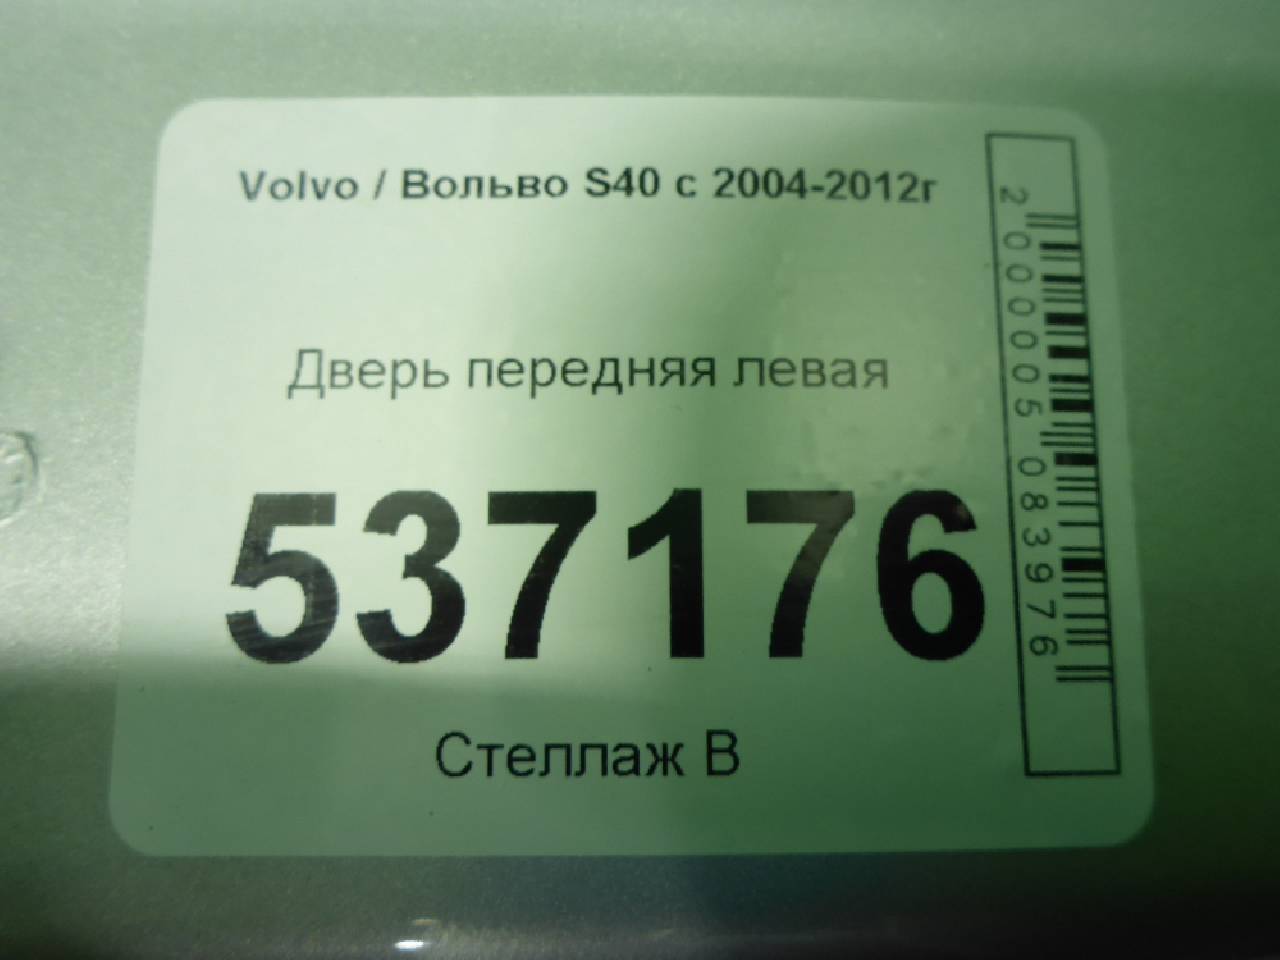 Volvo / Вольво S40 с 2004-2012г
Дверь передняя левая
537176
Стеллаж В
2000005083976